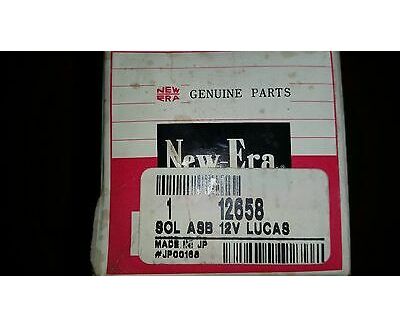 NEW
ERA
GENUINE PARTS
New-Era
1 12658
SOL ASB 12V LUCAS
MADE IN JP
#JP00168